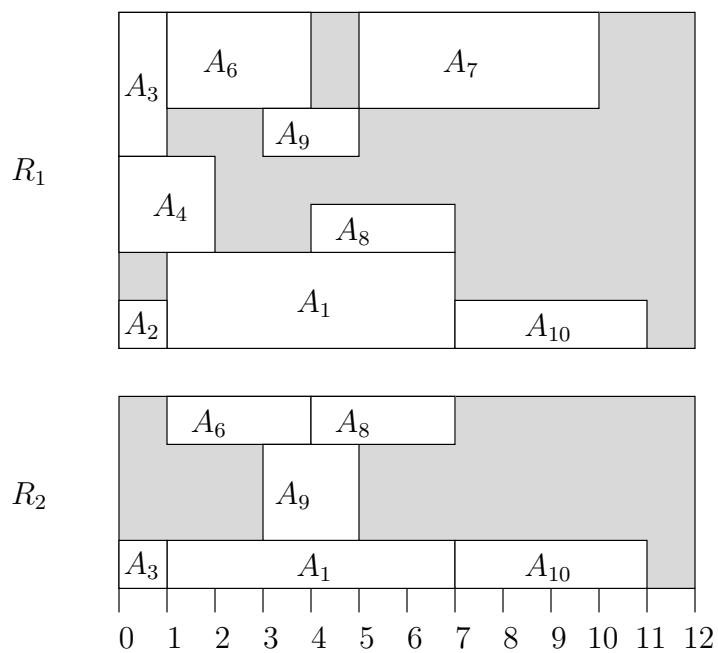 A₆ A₇
A₃
A₉
R₁
A₄
A₈
A₁
A₂ A₁₀
A₆ A₈
R₂ A₉
A₃ A₁ A₁₀
0 1 2 3 4 5 6 7 8 9 10 11 12